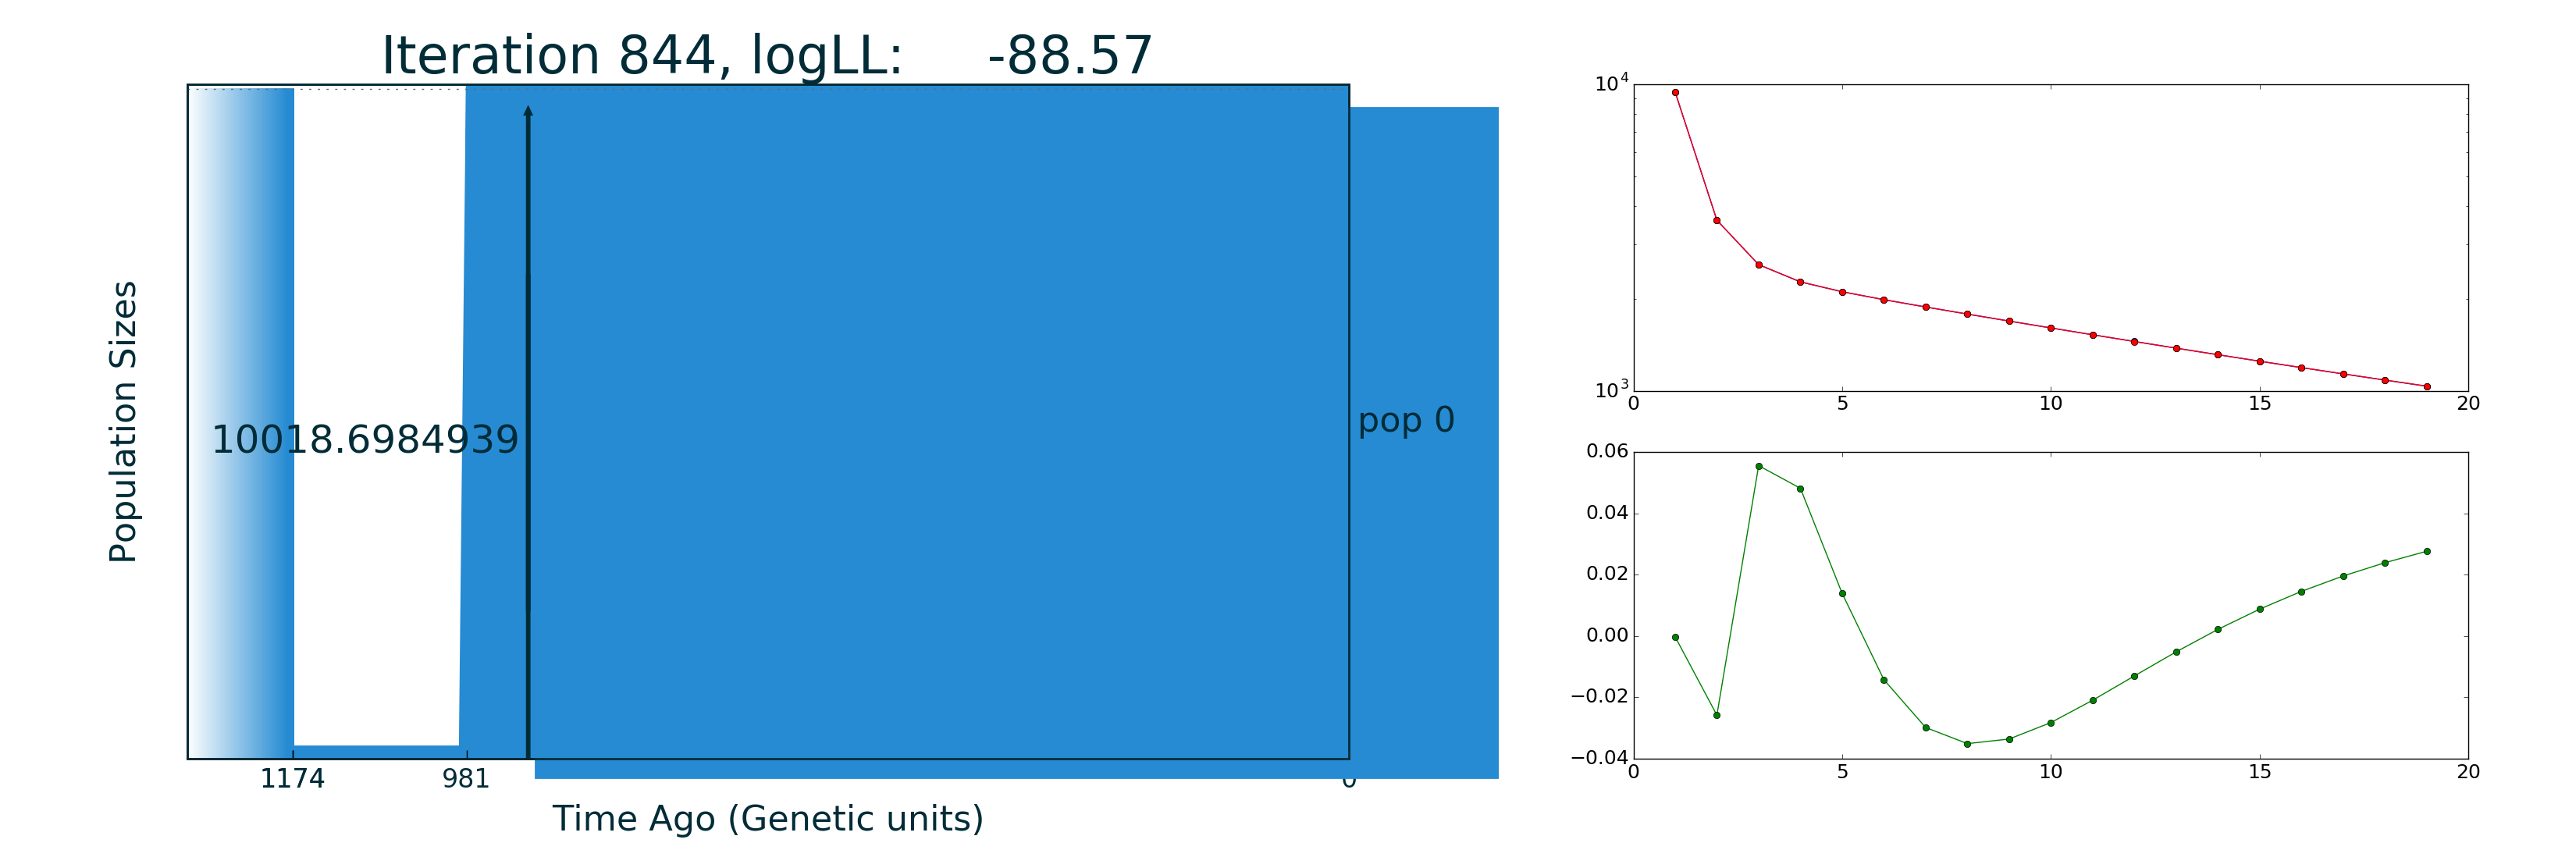 Iteration 844, logLL: -88.57
Population Sizes
10018.6984939
pop 0
1174 981 0
Time Ago (Genetic units)
10^4
10^3
0 5 10 15 20
0.06
0.04
0.02
0.00
−0.02
−0.04
0 5 10 15 20